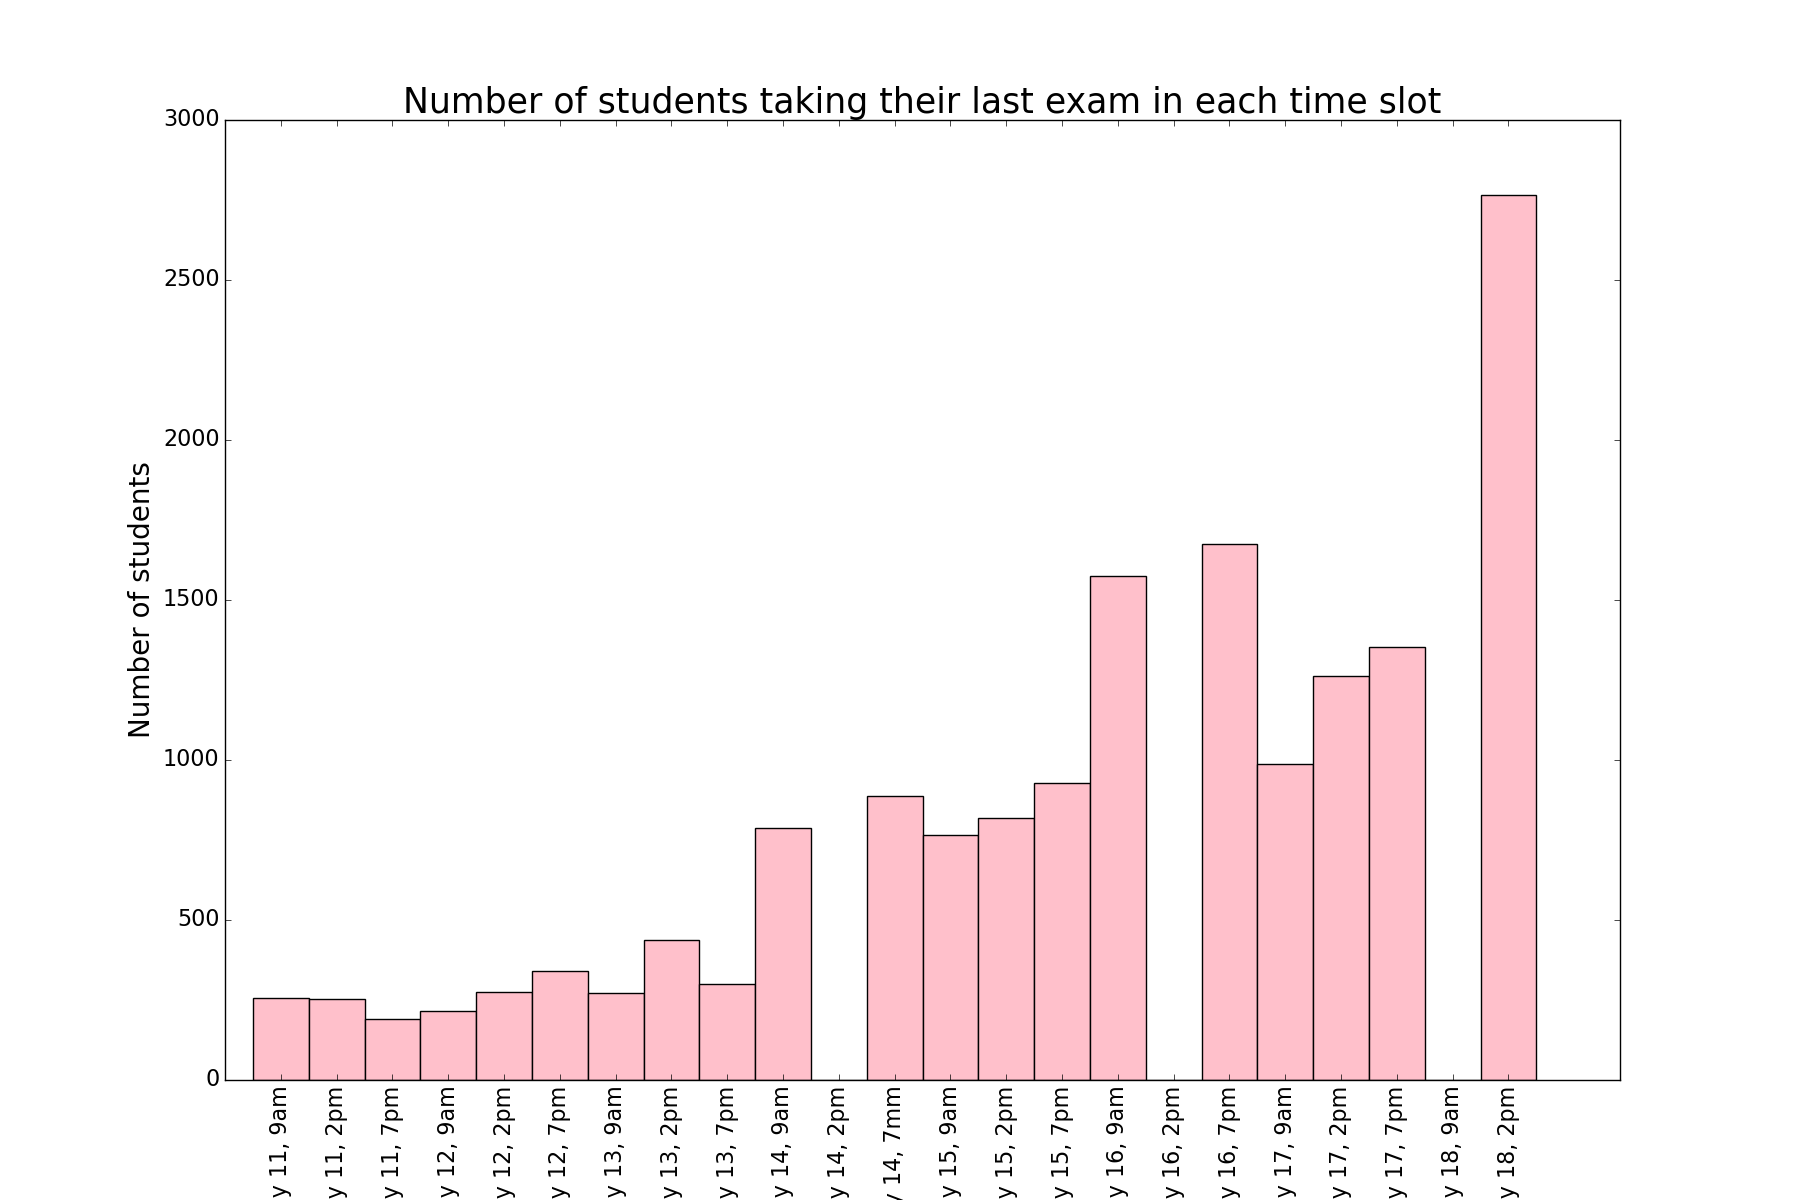 Number of students taking their last exam in each time slot
Number of students
3000
2500
2000
1500
1000
500
0
y 11, 9am
y 11, 2pm
y 11, 7pm
y 12, 9am
y 12, 2pm
y 12, 7pm
y 13, 9am
y 13, 2pm
y 13, 7pm
y 14, 9am
y 14, 2pm
y 14, 7mm
y 15, 9am
y 15, 2pm
y 15, 7pm
y 16, 9am
y 16, 2pm
y 16, 7pm
y 17, 9am
y 17, 2pm
y 17, 7pm
y 18, 9am
y 18, 2pm